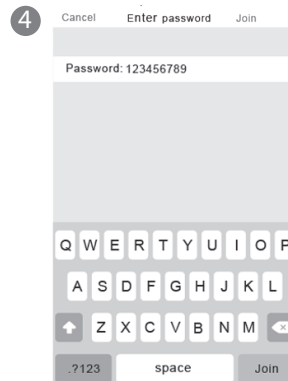 4
Cancel Enter password Join
Password: 123456789
Q W E R T Y U I O P
A S D F G H J K L
Z X C V B N M
.?123 space Join